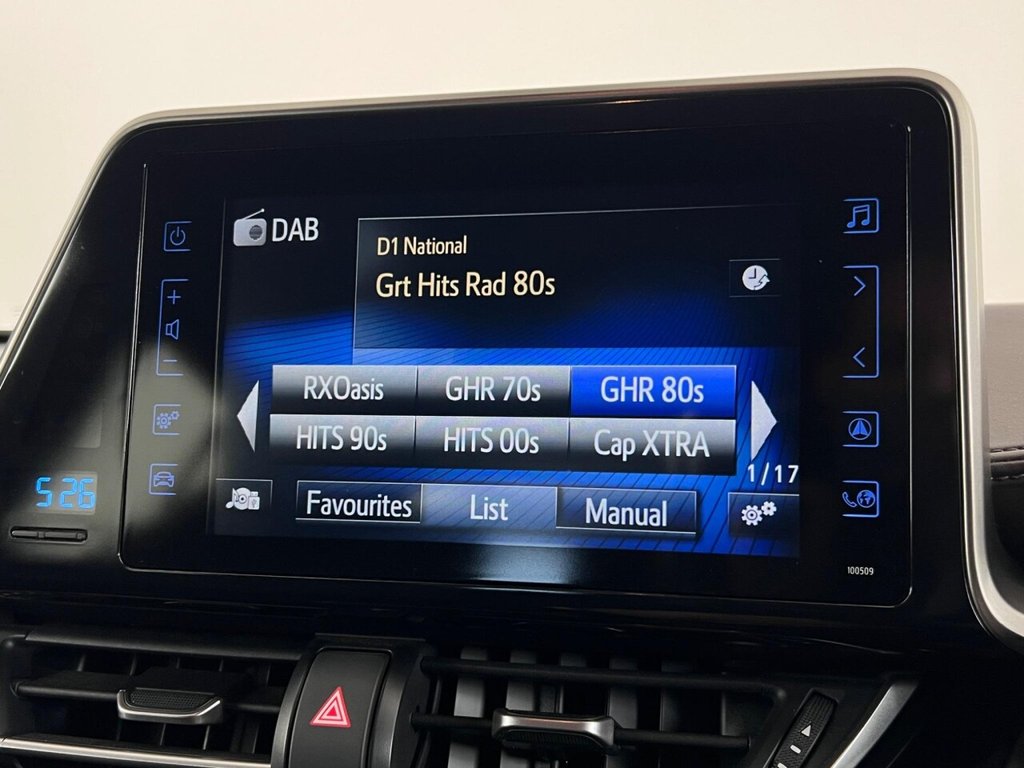 DAB
D1 National
Grt Hits Rad 80s
RXOasis GHR 70s GHR 80s
HITS 90s HITS 00s Cap XTRA
1/17
Favourites List Manual
5 26
100509